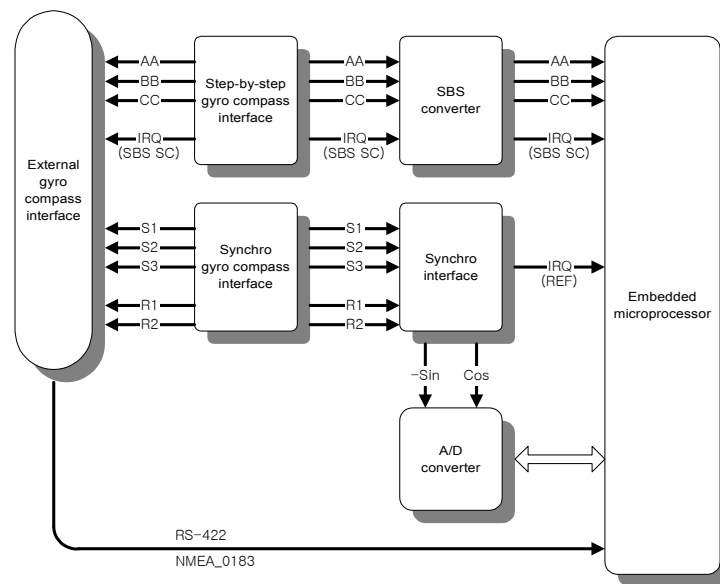 AA
BB
CC
IRQ
(SBS SC)
Step-by-step
gyro compass
interface
AA
BB
CC
IRQ
(SBS SC)
SBS
converter
AA
BB
CC
IRQ
(SBS SC)
External
gyro
compass
interface
S1
S2
S3
R1
R2
Synchro
gyro compass
interface
S1
S2
S3
R1
R2
Synchro
interface
IRQ
(REF)
Embedded
microprocessor
-Sin
Cos
A/D
converter
RS-422
NMEA_0183